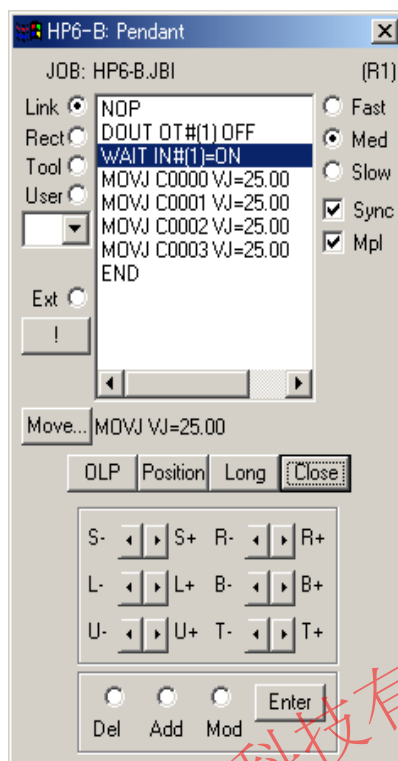 HP6-B: Pendant
JOB: HP6-B.JBI (R1)
Link
Rect
Tool
User
Ext
!
NOP
DOUT OT#(1) OFF
WAIT IN#(1)=ON
MOVJ C0000 VJ=25.00
MOVJ C0001 VJ=25.00
MOVJ C0002 VJ=25.00
MOVJ C0003 VJ=25.00
END
Fast
Med
Slow
Sync
Mpl
Move... MOVJ VJ=25.00
OLP Position Long Close
S- S+ R- R+
L- L+ B- B+
U- U+ T- T+
Del Add Mod Enter
科技有